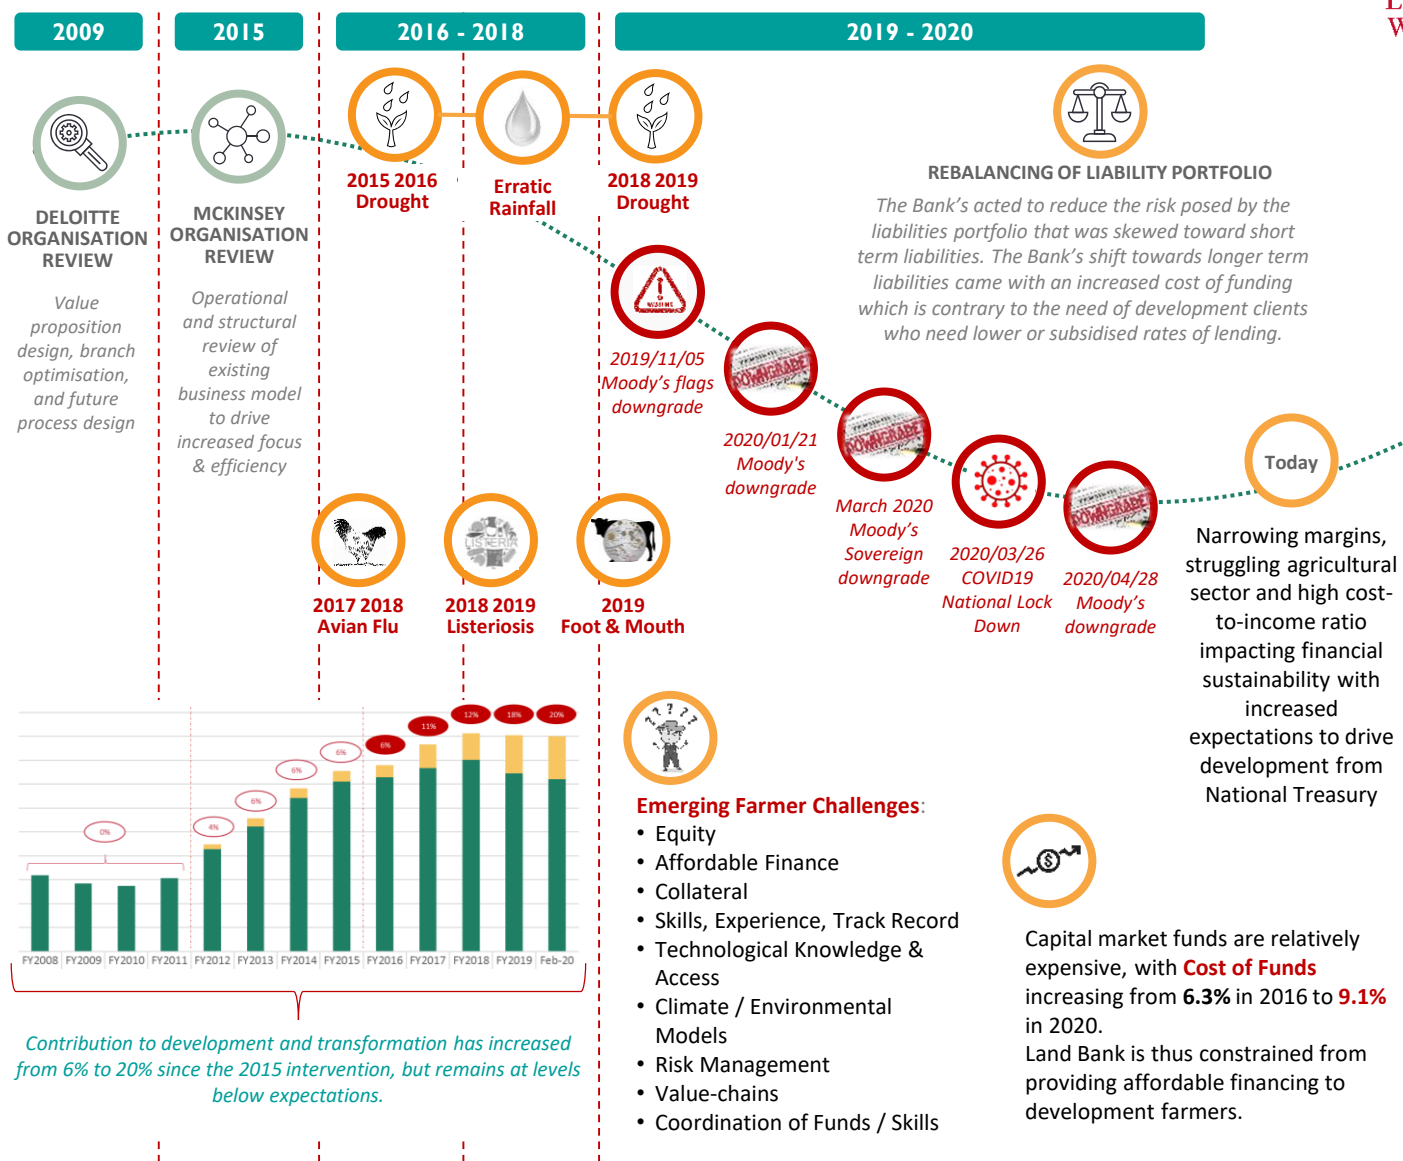 2009
2015
2016 - 2018
2019 - 2020
L
W
DELOITTE
ORGANISATION
REVIEW
Value
proposition
design, branch
optimisation,
and future
process design
MCKINSEY
ORGANISATION
REVIEW
Operational
and structural
review of
existing
business model
to drive
increased focus
& efficiency
2015 2016
Drought
Erratic
Rainfall
2018 2019
Drought
REBALANCING OF LIABILITY PORTFOLIO
The Bank's acted to reduce the risk posed by the
liabilities portfolio that was skewed toward short
term liabilities. The Bank's shift towards longer term
liabilities came with an increased cost of funding
which is contrary to the need of development clients
who need lower or subsidised rates of lending.
WARNING
2019/11/05
Moody's flags
downgrade
DOWNGRADE
2020/01/21
Moody's
downgrade
DOWNGRADE
March 2020
Moody's
Sovereign
downgrade
2020/03/26
COVID19
National Lock
Down
DOWNGRADE
2020/04/28
Moody's
downgrade
Today
Narrowing margins,
struggling agricultural
sector and high cost-
to-income ratio
impacting financial
sustainability with
increased
expectations to drive
development from
National Treasury
2017 2018
Avian Flu
LISTERIA
2018 2019
Listeriosis
2019
Foot & Mouth
0%
4%
6%
6%
6%
6%
11%
12%
18%
20%
FY2008 FY2009 FY2010 FY2011 FY2012 FY2013 FY2014 FY2015 FY2016 FY2017 FY2018 FY2019 Feb-20
Contribution to development and transformation has increased
from 6% to 20% since the 2015 intervention, but remains at levels
below expectations.
? ? ? ? ?
Emerging Farmer Challenges:
• Equity
• Affordable Finance
• Collateral
• Skills, Experience, Track Record
• Technological Knowledge &
Access
• Climate / Environmental
Models
• Risk Management
• Value-chains
• Coordination of Funds / Skills
$
Capital market funds are relatively
expensive, with Cost of Funds
increasing from 6.3% in 2016 to 9.1%
in 2020.
Land Bank is thus constrained from
providing affordable financing to
development farmers.